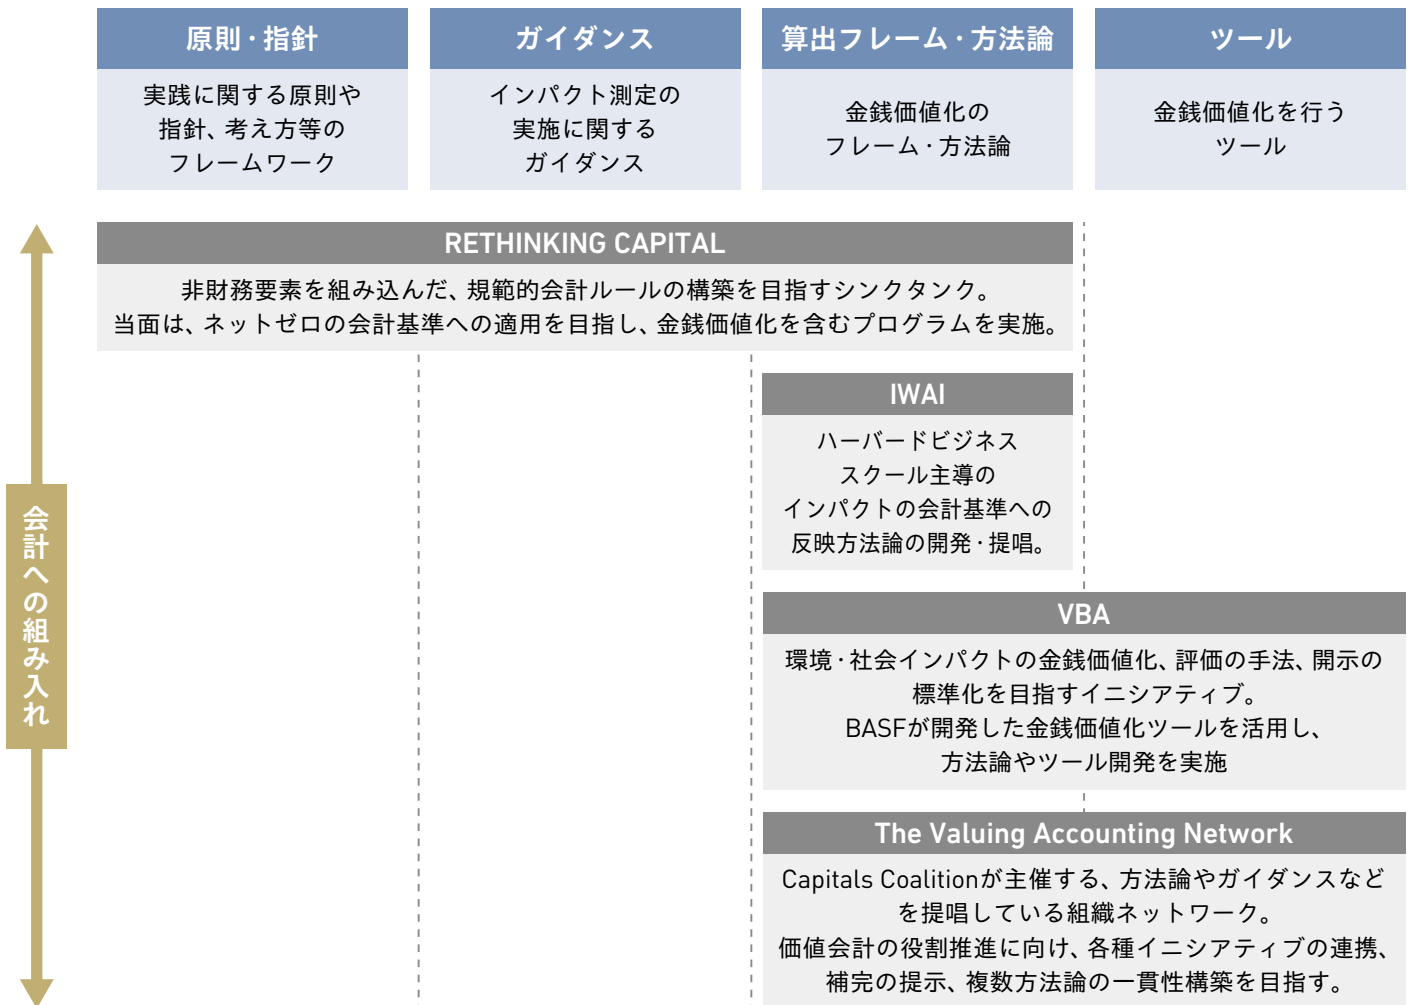 原則・指針
実践に関する原則や
指針、考え方等の
フレームワーク
ガイダンス
インパクト測定の
実施に関する
ガイダンス
算出フレーム・方法論
金銭価値化の
フレーム・方法論
ツール
金銭価値化を行う
ツール
会計への組み入れ
RETHINKING CAPITAL
非財務要素を組み込んだ、規範的会計ルールの構築を目指すシンクタンク。
当面は、ネットゼロの会計基準への適用を目指し、金銭価値化を含むプログラムを実施。
IWAI
ハーバードビジネス
スクール主導の
インパクトの会計基準への
反映方法論の開発・提唱。
VBA
環境・社会インパクトの金銭価値化、評価の手法、開示の
標準化を目指すイニシアティブ。
BASFが開発した金銭価値化ツールを活用し、
方法論やツール開発を実施
The Valuing Accounting Network
Capitals Coalitionが主催する、方法論やガイダンスなど
を提唱している組織ネットワーク。
価値会計の役割推進に向け、各種イニシアティブの連携、
補完の提示、複数方法論の一貫性構築を目指す。